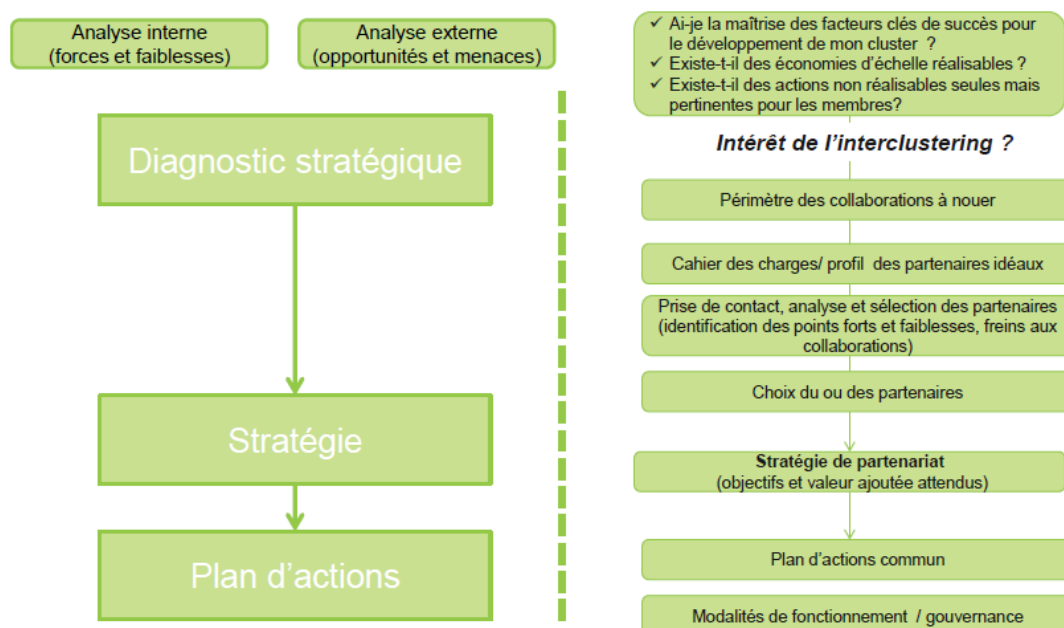 Analyse interne
(forces et faiblesses)
Analyse externe
(opportunités et menaces)
Diagnostic stratégique
Stratégie
Plan d'actions
✓ Ai-je la maîtrise des facteurs clés de succès pour
le développement de mon cluster ?
✓ Existe-t-il des économies d'échelle réalisables ?
✓ Existe-t-il des actions non réalisables seules mais
pertinentes pour les membres?
Intérêt de l'interclustering ?
Périmètre des collaborations à nouer
Cahier des charges/ profil des partenaires idéaux
Prise de contact, analyse et sélection des partenaires
(identification des points forts et faiblesses, freins aux
collaborations)
Choix du ou des partenaires
Stratégie de partenariat
(objectifs et valeur ajoutée attendus)
Plan d'actions commun
Modalités de fonctionnement / gouvernance